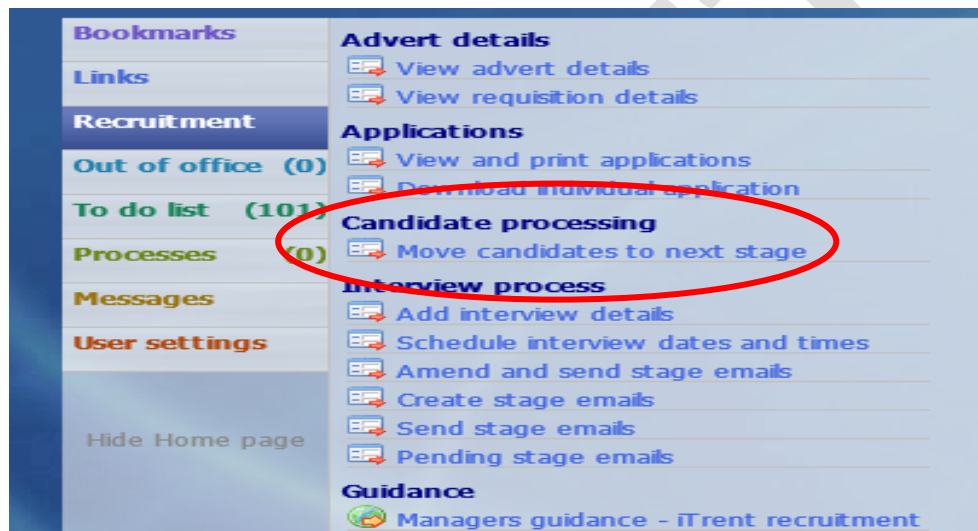 Bookmarks
Links
Recruitment
Out of office (0)
To do list (101)
Processes (0)
Messages
User settings
Hide Home page
Advert details
View advert details
View requisition details
Applications
View and print applications
Download individual application
Candidate processing
Move candidates to next stage
Interview process
Add interview details
Schedule interview dates and times
Amend and send stage emails
Create stage emails
Send stage emails
Pending stage emails
Guidance
Managers guidance - iTrent recruitment